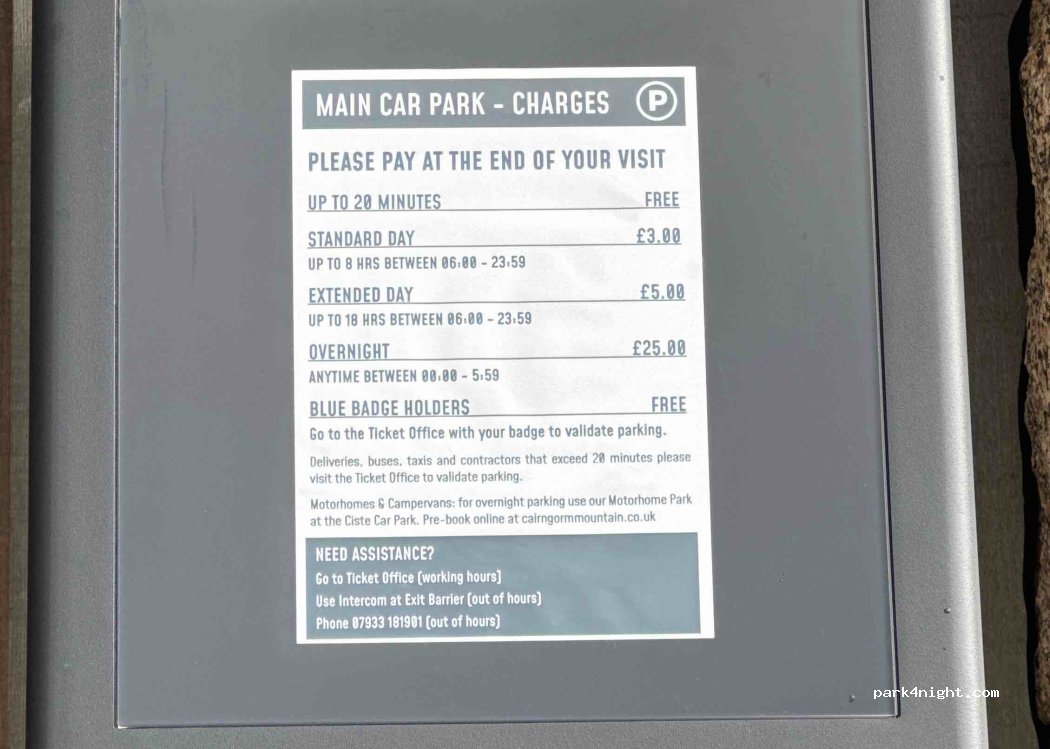 MAIN CAR PARK - CHARGES P
PLEASE PAY AT THE END OF YOUR VISIT
UP TO 20 MINUTES FREE
STANDARD DAY £3.00
UP TO 8 HRS BETWEEN 06:00 - 23:59
EXTENDED DAY £5.00
UP TO 18 HRS BETWEEN 06:00 - 23:59
OVERNIGHT £25.00
ANYTIME BETWEEN 00:00 - 5:59
BLUE BADGE HOLDERS FREE
Go to the Ticket Office with your badge to validate parking.
Deliveries, buses, taxis and contractors that exceed 20 minutes please
visit the Ticket Office to validate parking.
Motorhomes & Campervans: for overnight parking use our Motorhome Park
at the Ciste Car Park. Pre-book online at cairngormmountain.co.uk
NEED ASSISTANCE?
Go to Ticket Office (working hours)
Use Intercom at Exit Barrier (out of hours)
Phone 07933 181901 (out of hours)
park4night.com